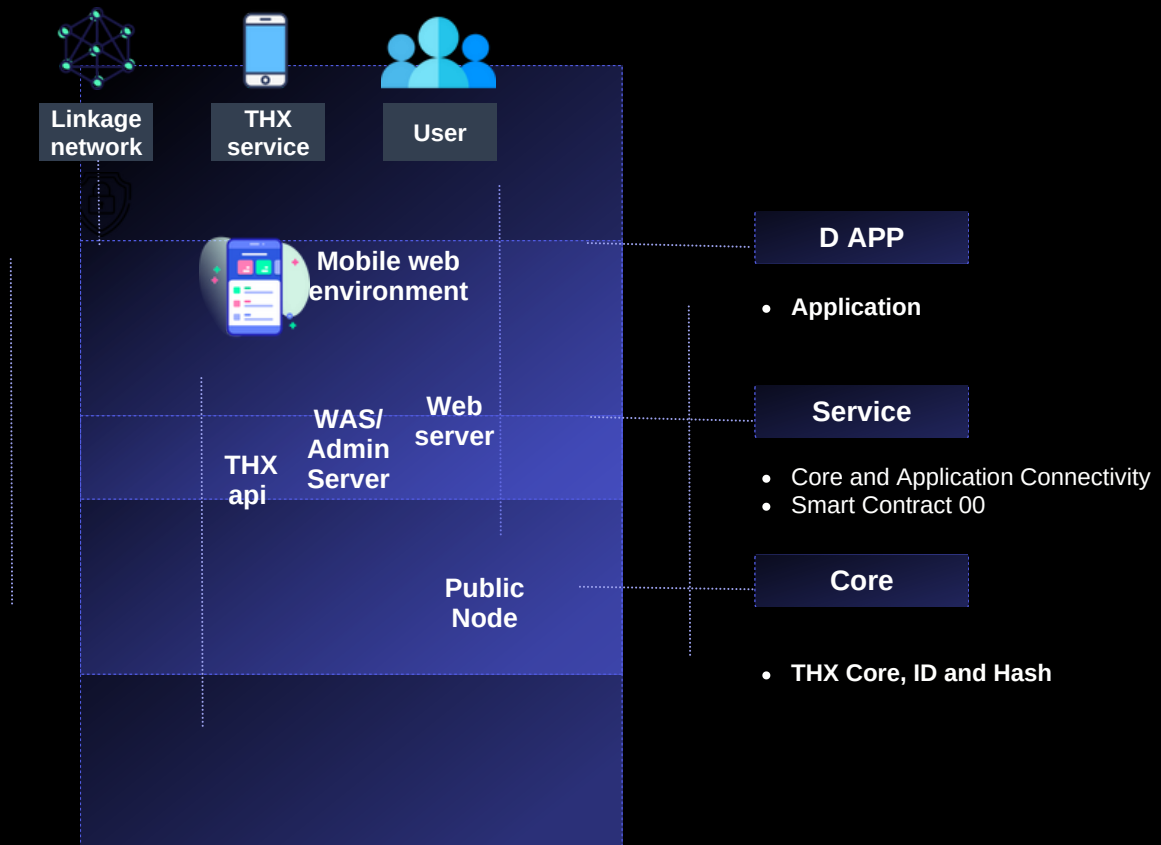 Linkage
network
THX
service
User
Mobile web
environment
Web
server
WAS/
Admin
Server
THX
api
Public
Node
D APP
• Application
Service
• Core and Application Connectivity
• Smart Contract 00
Core
• THX Core, ID and Hash